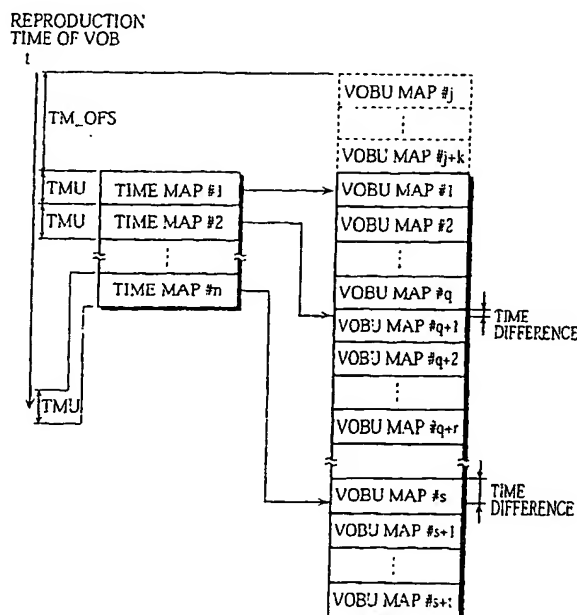 REPRODUCTION
TIME OF VOB
t
TM_OFS
TMU
TMU
TMU
TIME MAP #1
TIME MAP #2
⋮
TIME MAP #n
VOBU MAP #j
⋮
VOBU MAP #j+k
VOBU MAP #1
VOBU MAP #2
⋮
VOBU MAP #q
VOBU MAP #q+1
VOBU MAP #q+2
⋮
VOBU MAP #q+r
VOBU MAP #s
VOBU MAP #s+1
⋮
VOBU MAP #s+t
TIME
DIFFERENCE
TIME
DIFFERENCE